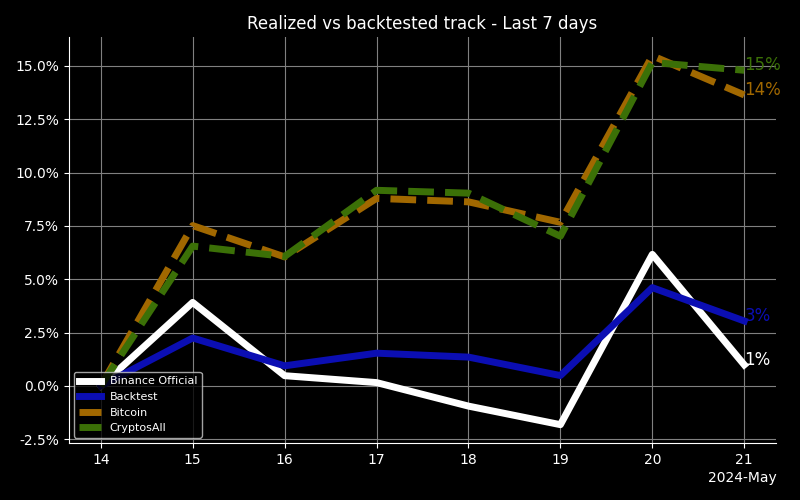 Realized vs backtested track - Last 7 days
15.0%
12.5%
10.0%
7.5%
5.0%
2.5%
0.0%
-2.5%
15%
14%
3%
1%
Binance Official
Backtest
Bitcoin
CryptosAll
14 15 16 17 18 19 20 21
2024-May